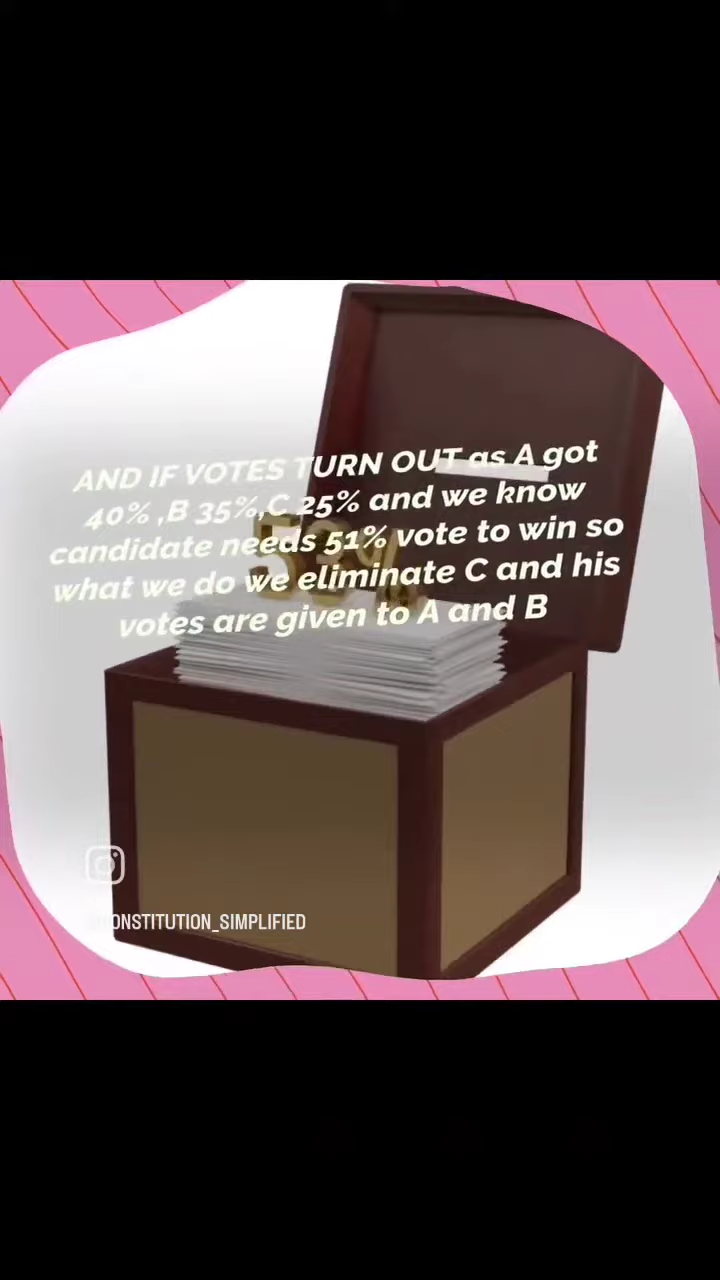 AND IF VOTES TURN OUT as A got
40% ,B 35%,C 25% and we know
candidate needs 51% vote to win so
what we do we eliminate C and his
votes are given to A and B
CONSTITUTION_SIMPLIFIED